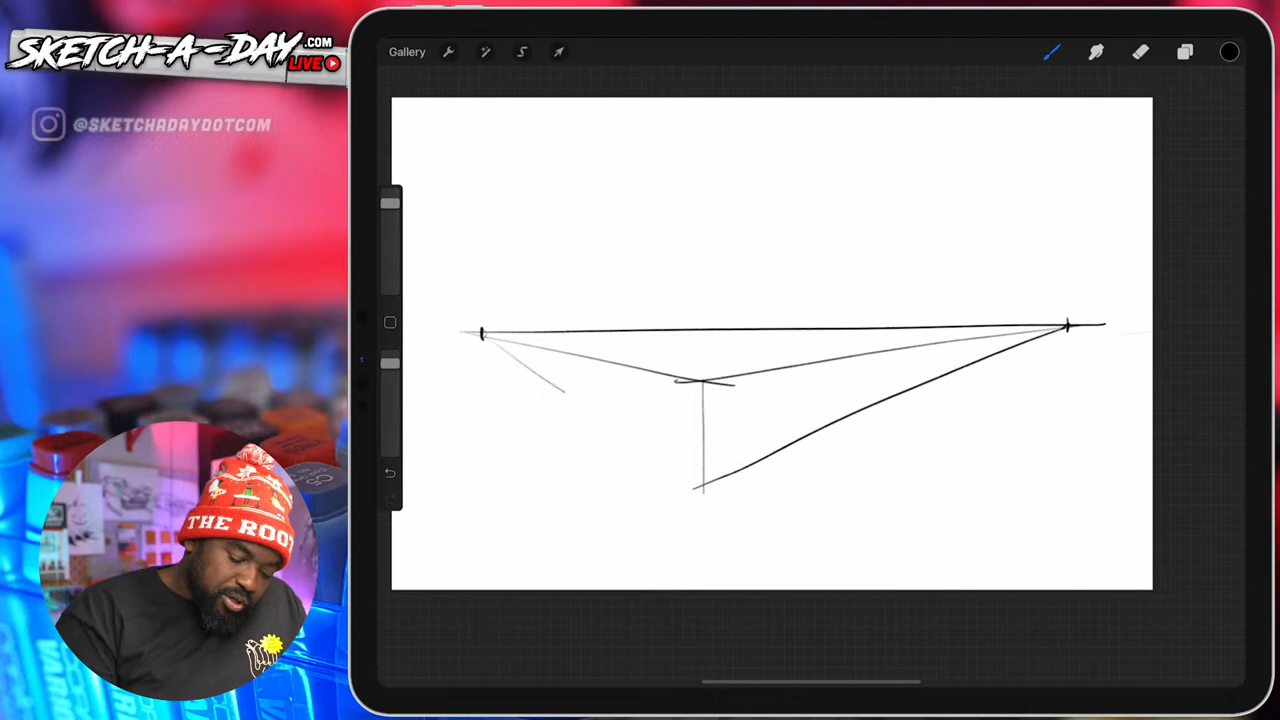 SKETCH-A-DAY.COM
LIVE
@SKETCHADAYDOTCOM
Gallery
THE ROOT